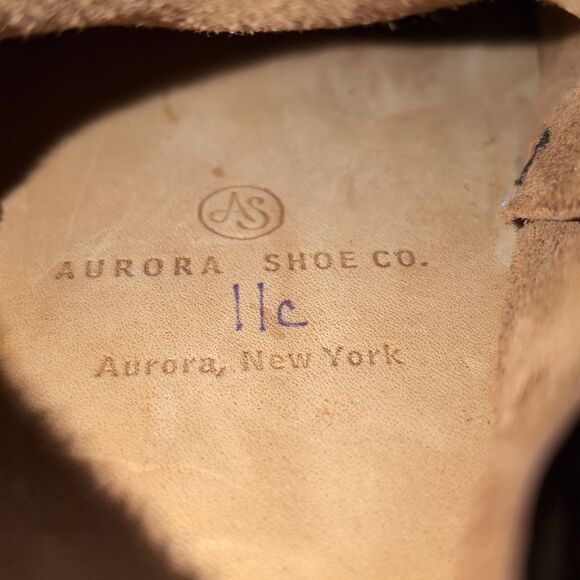 AS
AURORA SHOE CO.
11c
Aurora, New York